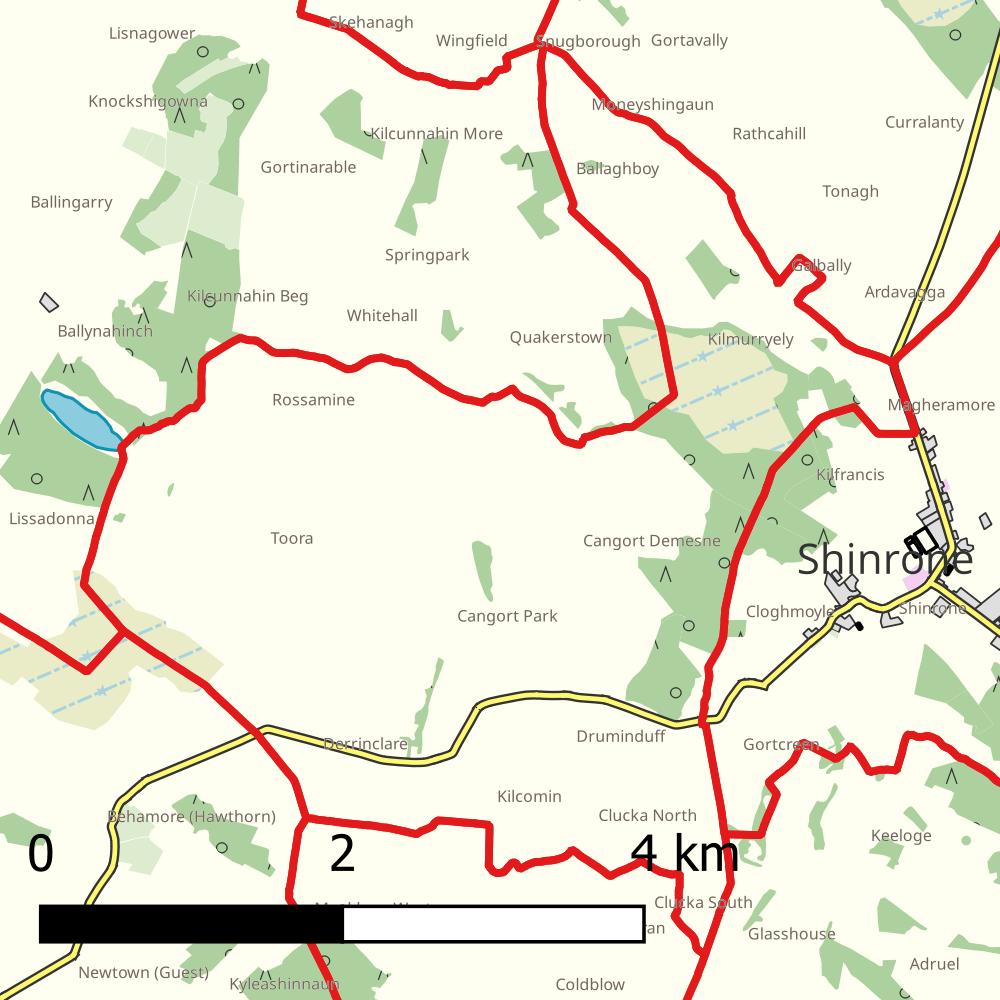 Skehanagh
Lisnagower
Wingfield
Snugborough
Gortavally
Knockshigowna
Moneyshingaun
Curralanty
Kilcunnahin More
Rathcahill
Gortinarable
Ballaghboy
Tonagh
Ballingarry
Springpark
Galbally
Ardavagga
Kilcunnahin Beg
Whitehall
Ballynahinch
Quakerstown
Kilmurryely
Rossamine
Magheramore
Kilfrancis
Lissadonna
Toora
Cangort Demesne
Shinrone
Cangort Park
Cloghmoyle
Shinrone
Druminduff
Derrinclare
Gortcreen
Kilcomin
Behamore (Hawthorn)
Clucka North
Keeloge
0 2 4 km
Clucka South
Glasshouse
Newtown (Guest)
Kyleashinnaun
Coldblow
Adruel